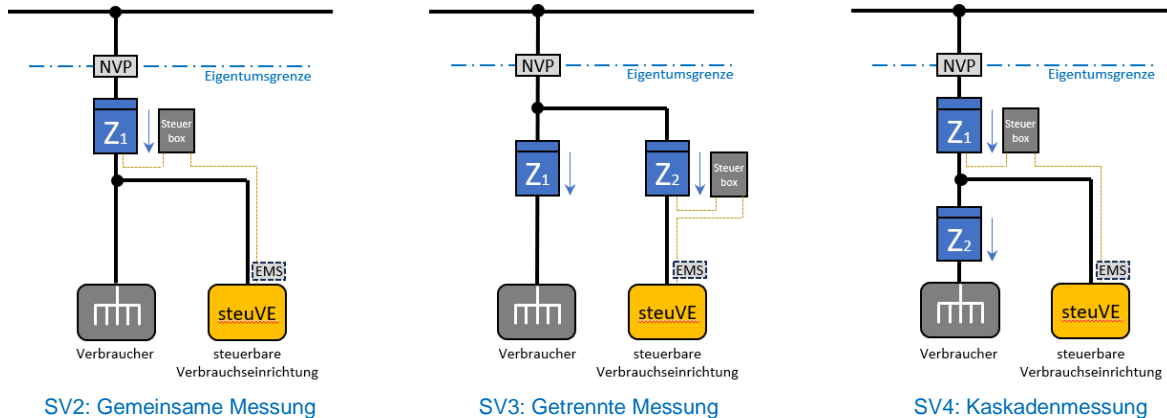 NVP
Eigentumsgrenze
Z1
Steuer
box
EMS
steuVE
Verbraucher
steuerbare
Verbrauchseinrichtung
SV2: Gemeinsame Messung
NVP
Eigentumsgrenze
Z1
Z2
Steuer
box
EMS
steuVE
Verbraucher
steuerbare
Verbrauchseinrichtung
SV3: Getrennte Messung
NVP
Eigentumsgrenze
Z1
Steuer
box
Z2
EMS
steuVE
Verbraucher
steuerbare
Verbrauchseinrichtung
SV4: Kaskadenmessung